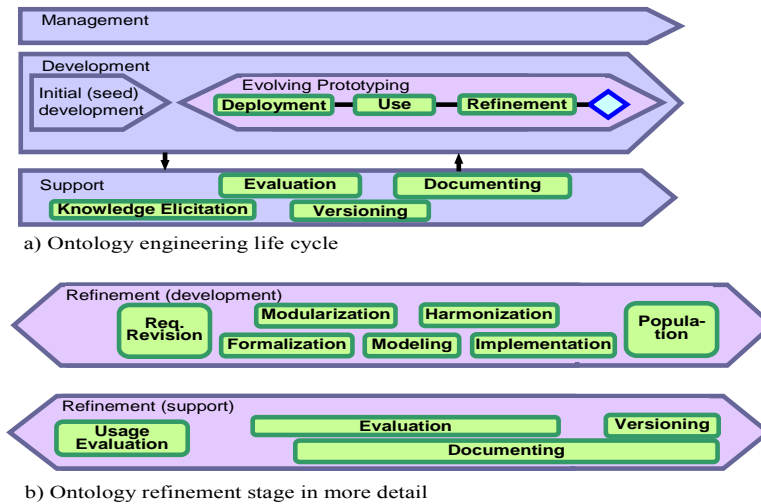 Management
Development
Initial (seed)
development
Evolving Prototyping
Deployment
Use
Refinement
Support
Evaluation
Documenting
Knowledge Elicitation
Versioning
a) Ontology engineering life cycle
Refinement (development)
Req.
Revision
Modularization
Harmonization
Formalization
Modeling
Implementation
Popula-
tion
Refinement (support)
Usage
Evaluation
Evaluation
Versioning
Documenting
b) Ontology refinement stage in more detail